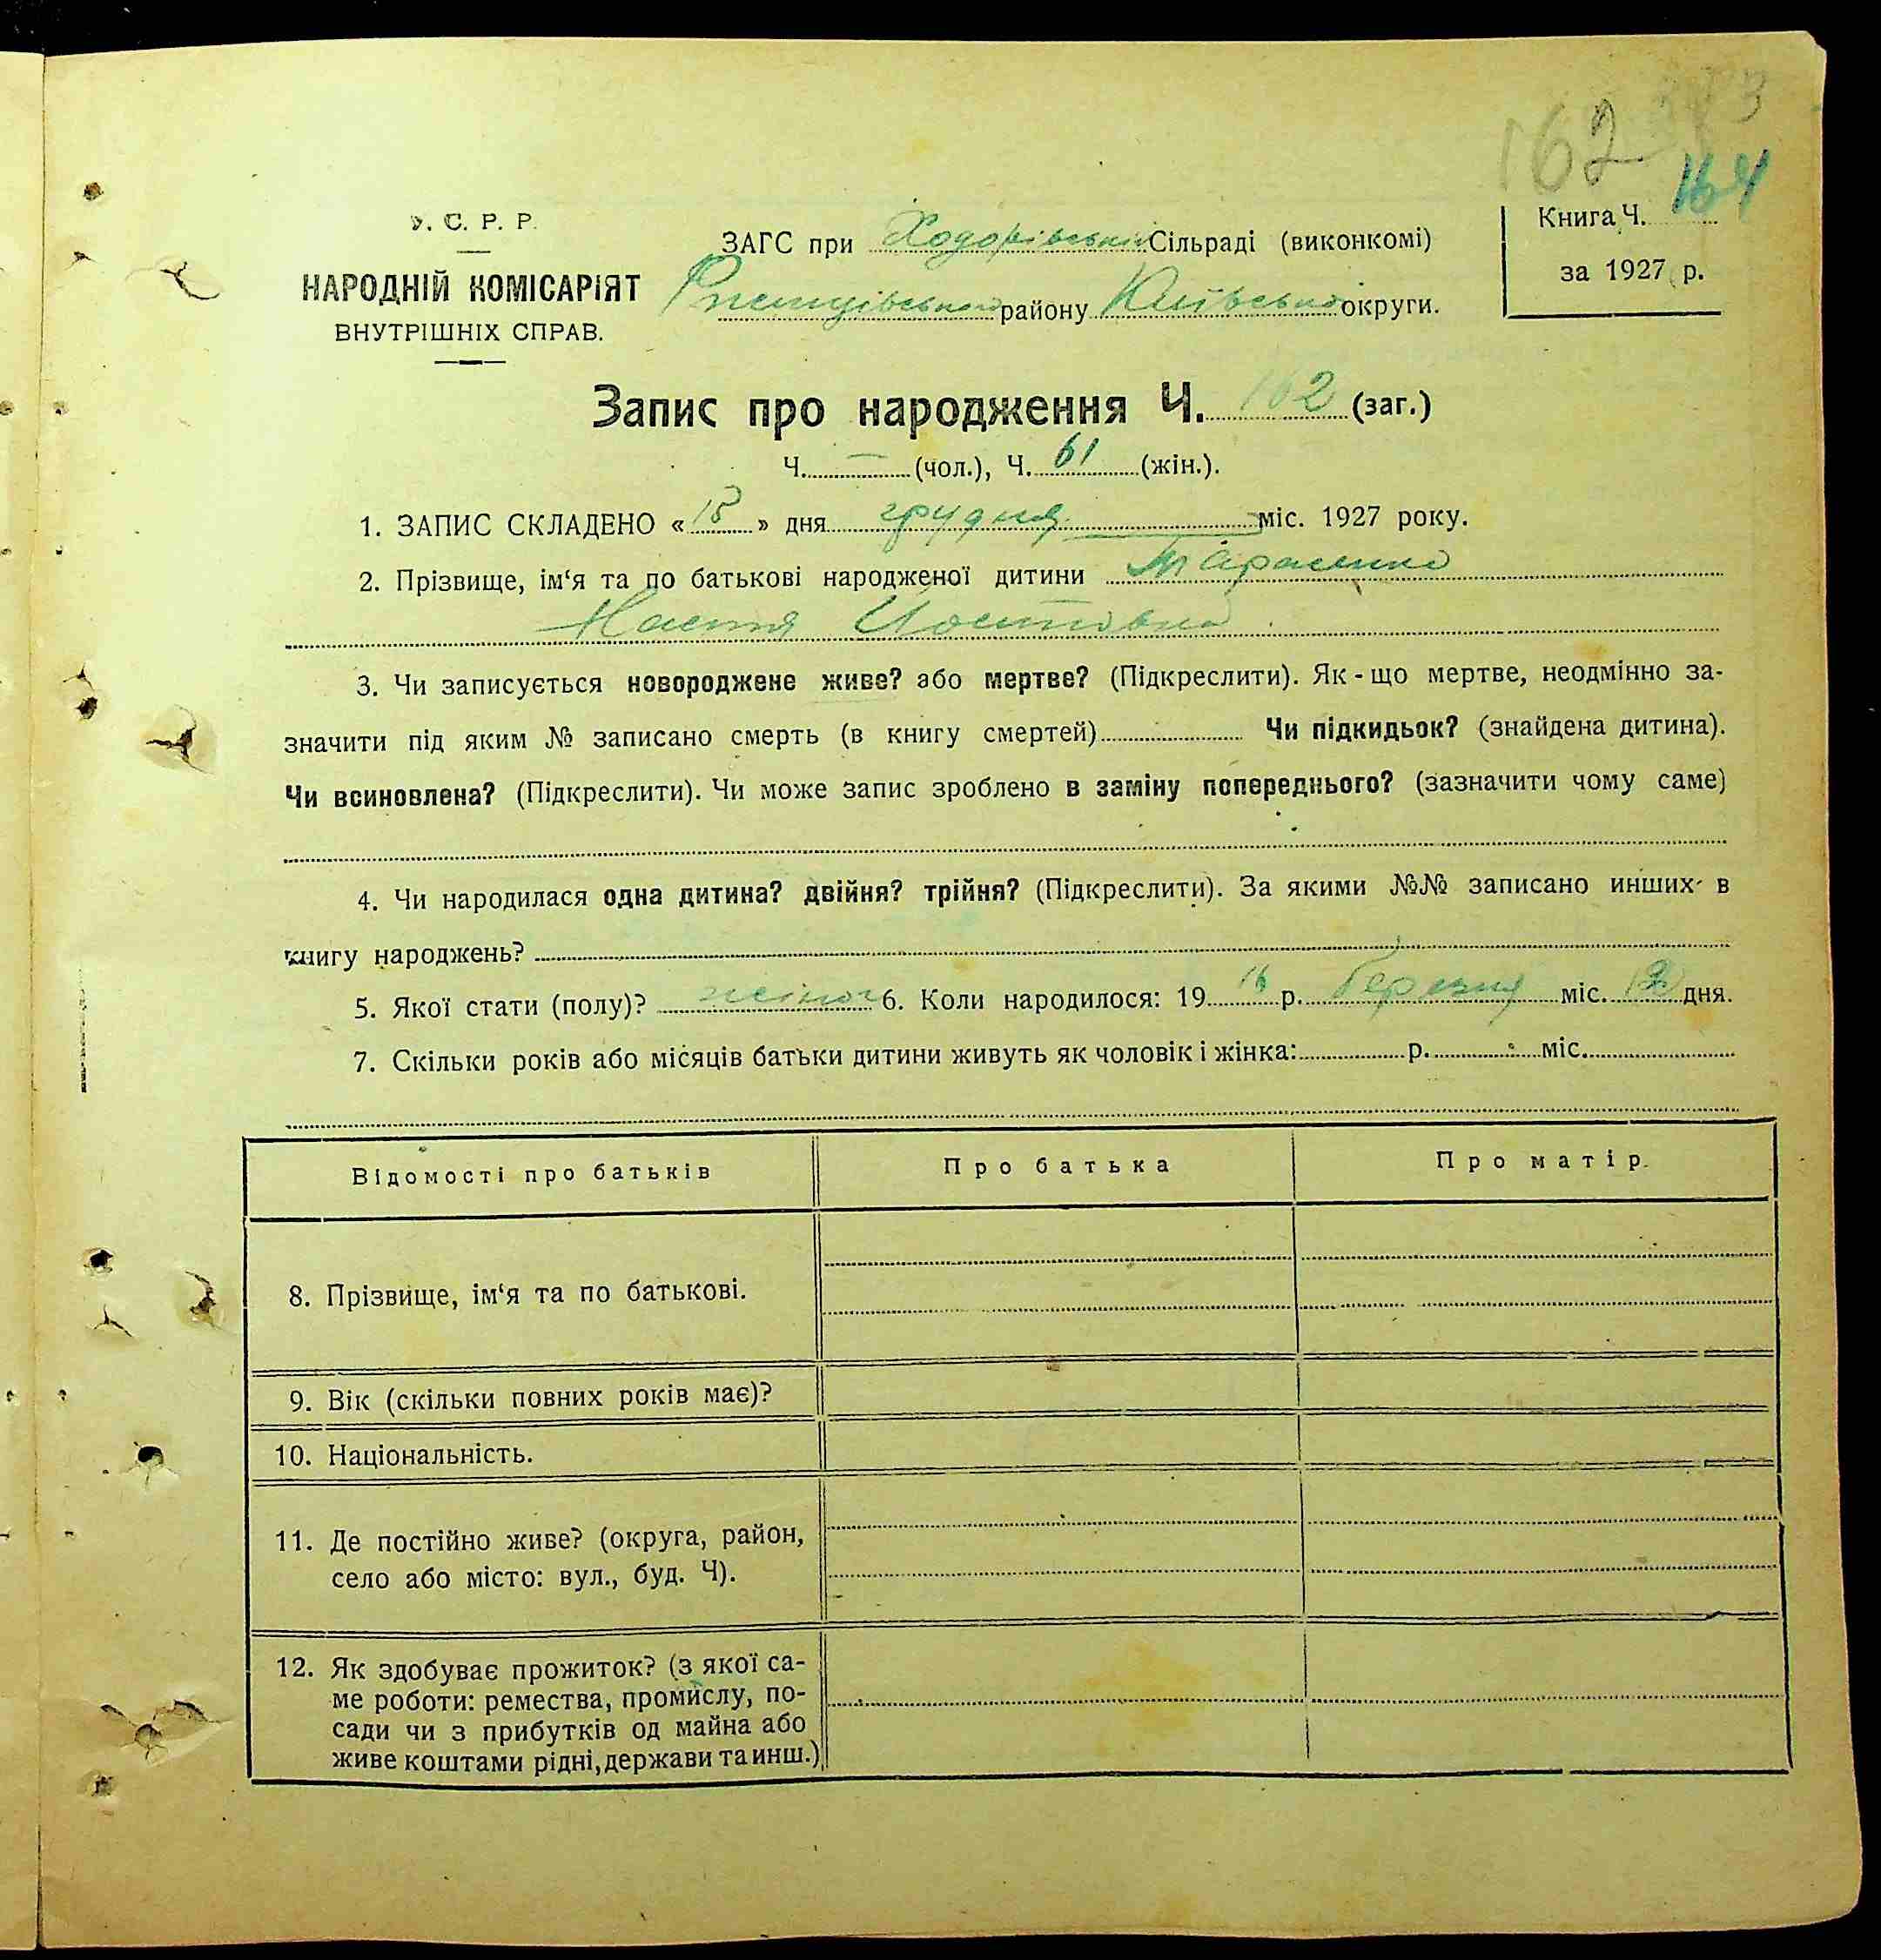 162
164
У. С. Р. Р.
НАРОДНІЙ КОМІСАРІЯТ
ВНУТРІШНІХ СПРАВ.
ЗАГС при Ходорівській Сільраді (виконкомі)
району Київської округи.
Книга Ч.
за 1927 р.
Запис про народження Ч. 162 (заг.)
Ч. — (чол.), Ч. 61 (жін.).
1. ЗАПИС СКЛАДЕНО « » дня грудня міс. 1927 року.
2. Прізвище, ім‘я та по батькові народженої дитини Тарасенко
Настя
3. Чи записується новороджене живе? або мертве? (Підкреслити). Як-що мертве, неодмінно за-
значити під яким № записано смерть (в книгу смертей) Чи підкидьок? (знайдена дитина).
Чи всиновлена? (Підкреслити). Чи може запис зроблено в заміну попереднього? (зазначити чому саме)
4. Чи народилася одна дитина? двійня? трійня? (Підкреслити). За якими №№ записано инших в
книгу народжень?
5. Якої стати (полу)? жіноч 6. Коли народилося: 19 16 р. березня міс. 12 дня.
7. Скільки років або місяців батьки дитини живуть як чоловік і жінка: р. міс.
Відомості про батьків
Про батька
Про матір.
8. Прізвище, ім‘я та по батькові.
9. Вік (скільки повних років має)?
10. Національність.
11. Де постійно живе? (округа, район,
село або місто: вул., буд. Ч).
12. Як здобуває прожиток? (з якої са-
ме роботи: ремества, промислу, по-
сади чи з прибутків од майна або
живе коштами рідні, держави та инш.)